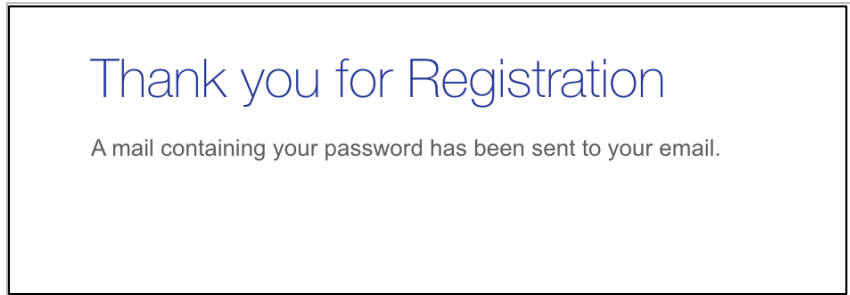 Thank you for Registration
A mail containing your password has been sent to your email.